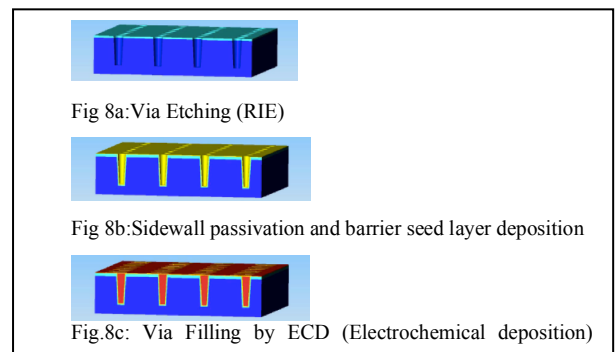 Fig 8a:Via Etching (RIE)
Fig 8b:Sidewall passivation and barrier seed layer deposition
Fig.8c: Via Filling by ECD (Electrochemical deposition)